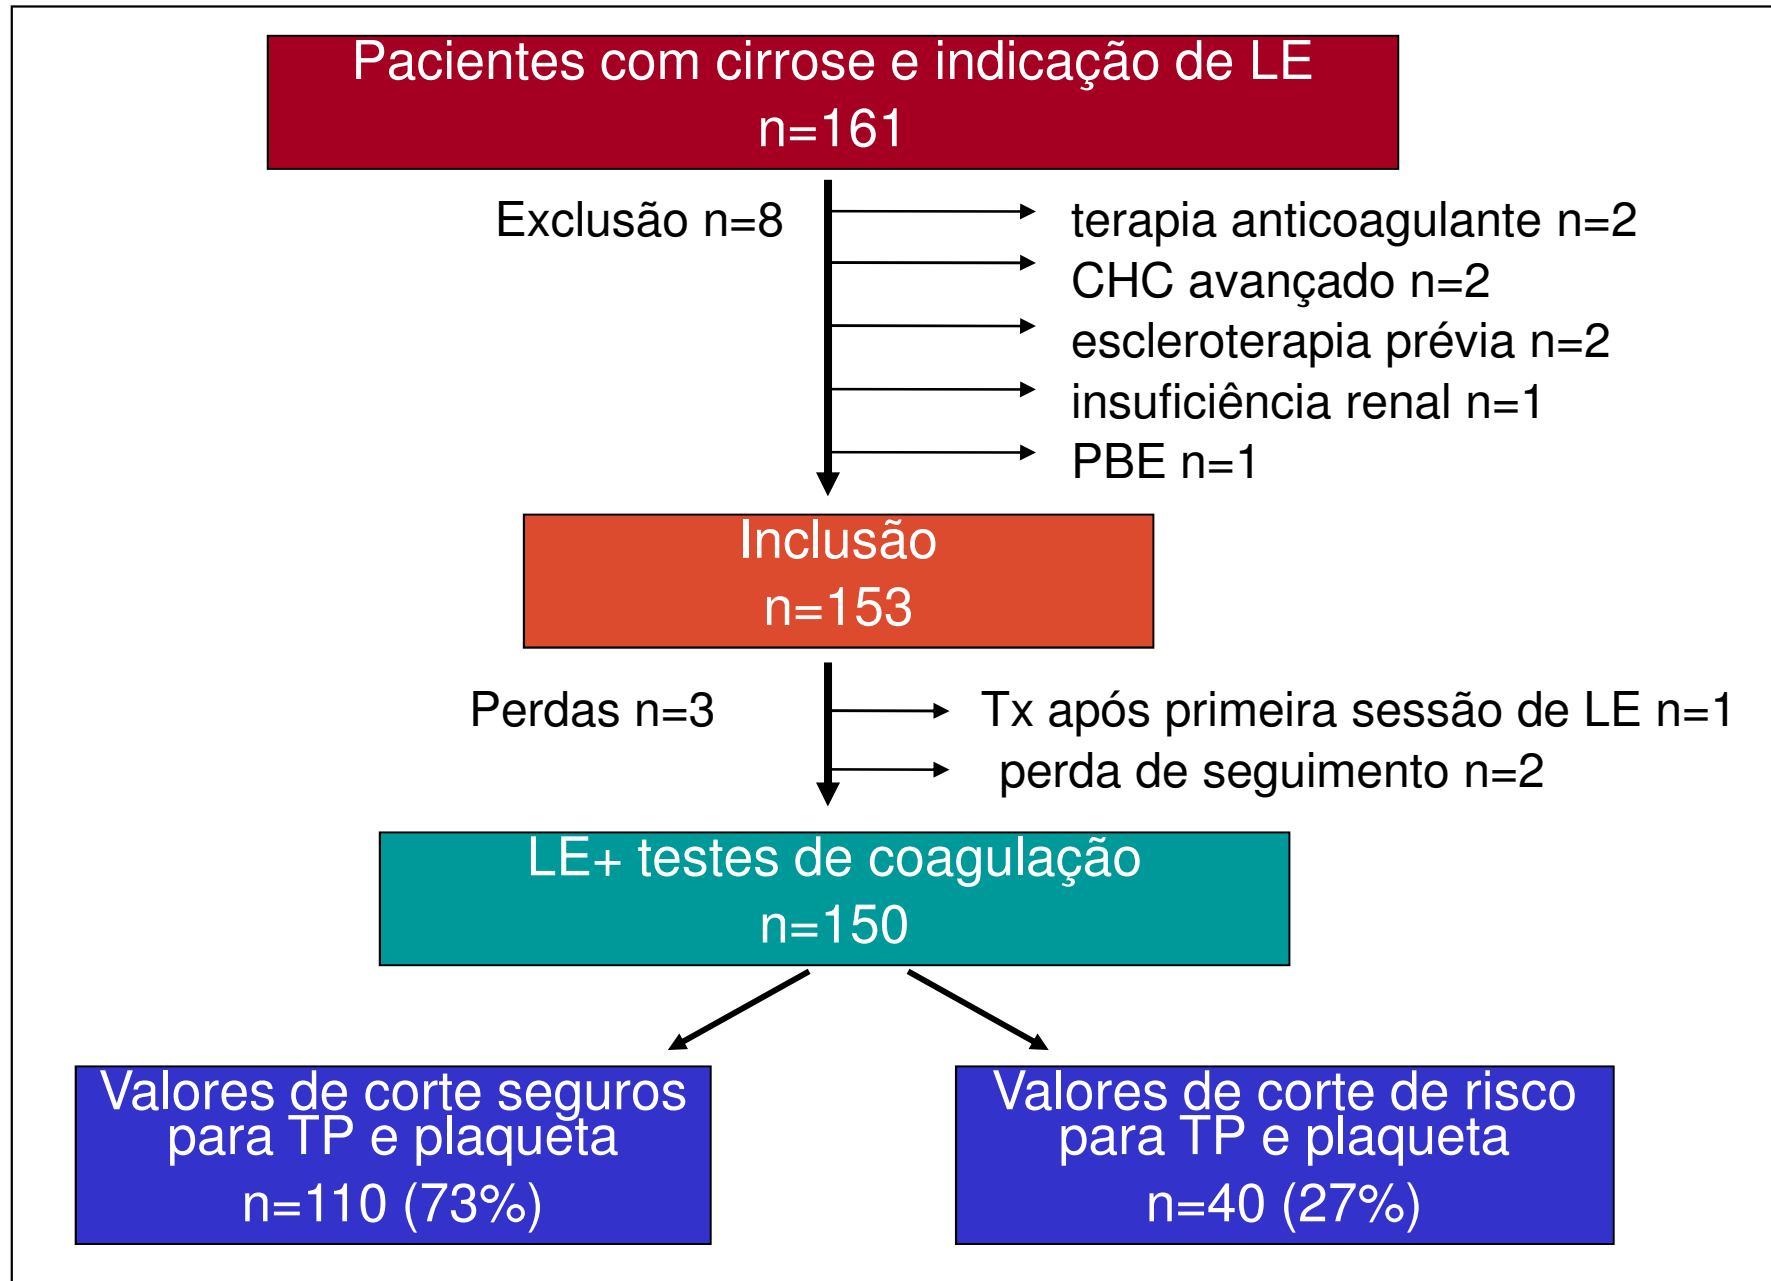 Pacientes com cirrose e indicação de LE
n=161
Exclusão n=8
terapia anticoagulante n=2
CHC avançado n=2
escleroterapia prévia n=2
insuficiência renal n=1
PBE n=1
Inclusão
n=153
Perdas n=3
Tx após primeira sessão de LE n=1
perda de seguimento n=2
LE+ testes de coagulação
n=150
Valores de corte seguros
para TP e plaqueta
n=110 (73%)
Valores de corte de risco
para TP e plaqueta
n=40 (27%)